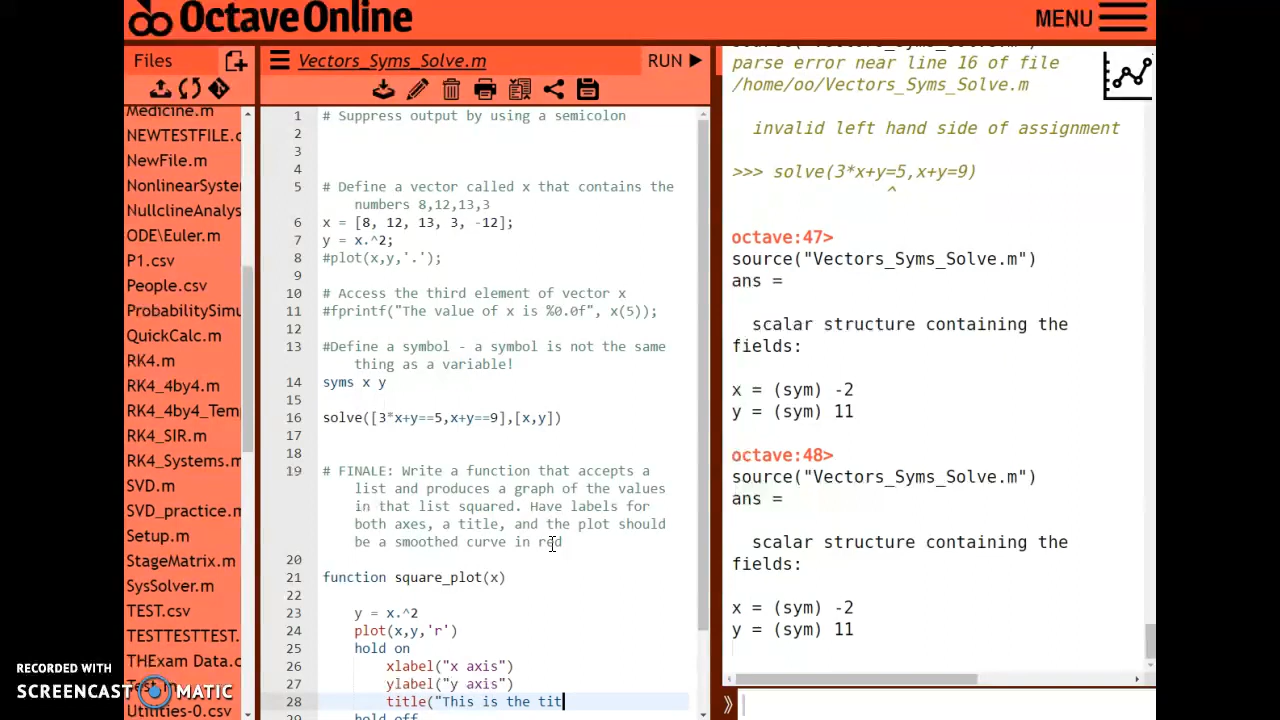 Octave Online
MENU
Files
Vectors_Syms_Solve.m
RUN
Medicine.m
NEWTESTFILE.c
NewFile.m
NonlinearSyste
NullclineAnalys
ODE\Euler.m
P1.csv
People.csv
ProbabilitySimu
QuickCalc.m
RK4.m
RK4_4by4.m
RK4_4by4_Tem
RK4_SIR.m
RK4_Systems.m
SVD.m
SVD_practice.m
Setup.m
StageMatrix.m
SysSolver.m
TEST.csv
TESTTESTTEST.
THExam Data.c
Test.m
Utilities-0.csv
1 # Suppress output by using a semicolon
2
3
4
5 # Define a vector called x that contains the
numbers 8,12,13,3
6 x = [8, 12, 13, 3, -12];
7 y = x.^2;
8 #plot(x,y,'.');
9
10 # Access the third element of vector x
11 #fprintf("The value of x is %0.0f", x(5));
12
13 #Define a symbol - a symbol is not the same
thing as a variable!
14 syms x y
15
16 solve([3*x+y==5,x+y==9],[x,y])
17
18
19 # FINALE: Write a function that accepts a
list and produces a graph of the values
in that list squared. Have labels for
both axes, a title, and the plot should
be a smoothed curve in red
20
21 function square_plot(x)
22
23 y = x.^2
24 plot(x,y,'r')
25 hold on
26 xlabel("x axis")
27 ylabel("y axis")
28 title("This is the tit
29 hold off
source("Vectors_Syms_Solve.m")
parse error near line 16 of file
/home/oo/Vectors_Syms_Solve.m
invalid left hand side of assignment
>>> solve(3*x+y=5,x+y=9)
^
octave:47>
source("Vectors_Syms_Solve.m")
ans =
scalar structure containing the
fields:
x = (sym) -2
y = (sym) 11
octave:48>
source("Vectors_Syms_Solve.m")
ans =
scalar structure containing the
fields:
x = (sym) -2
y = (sym) 11
RECORDED WITH
SCREENCAST MATIC